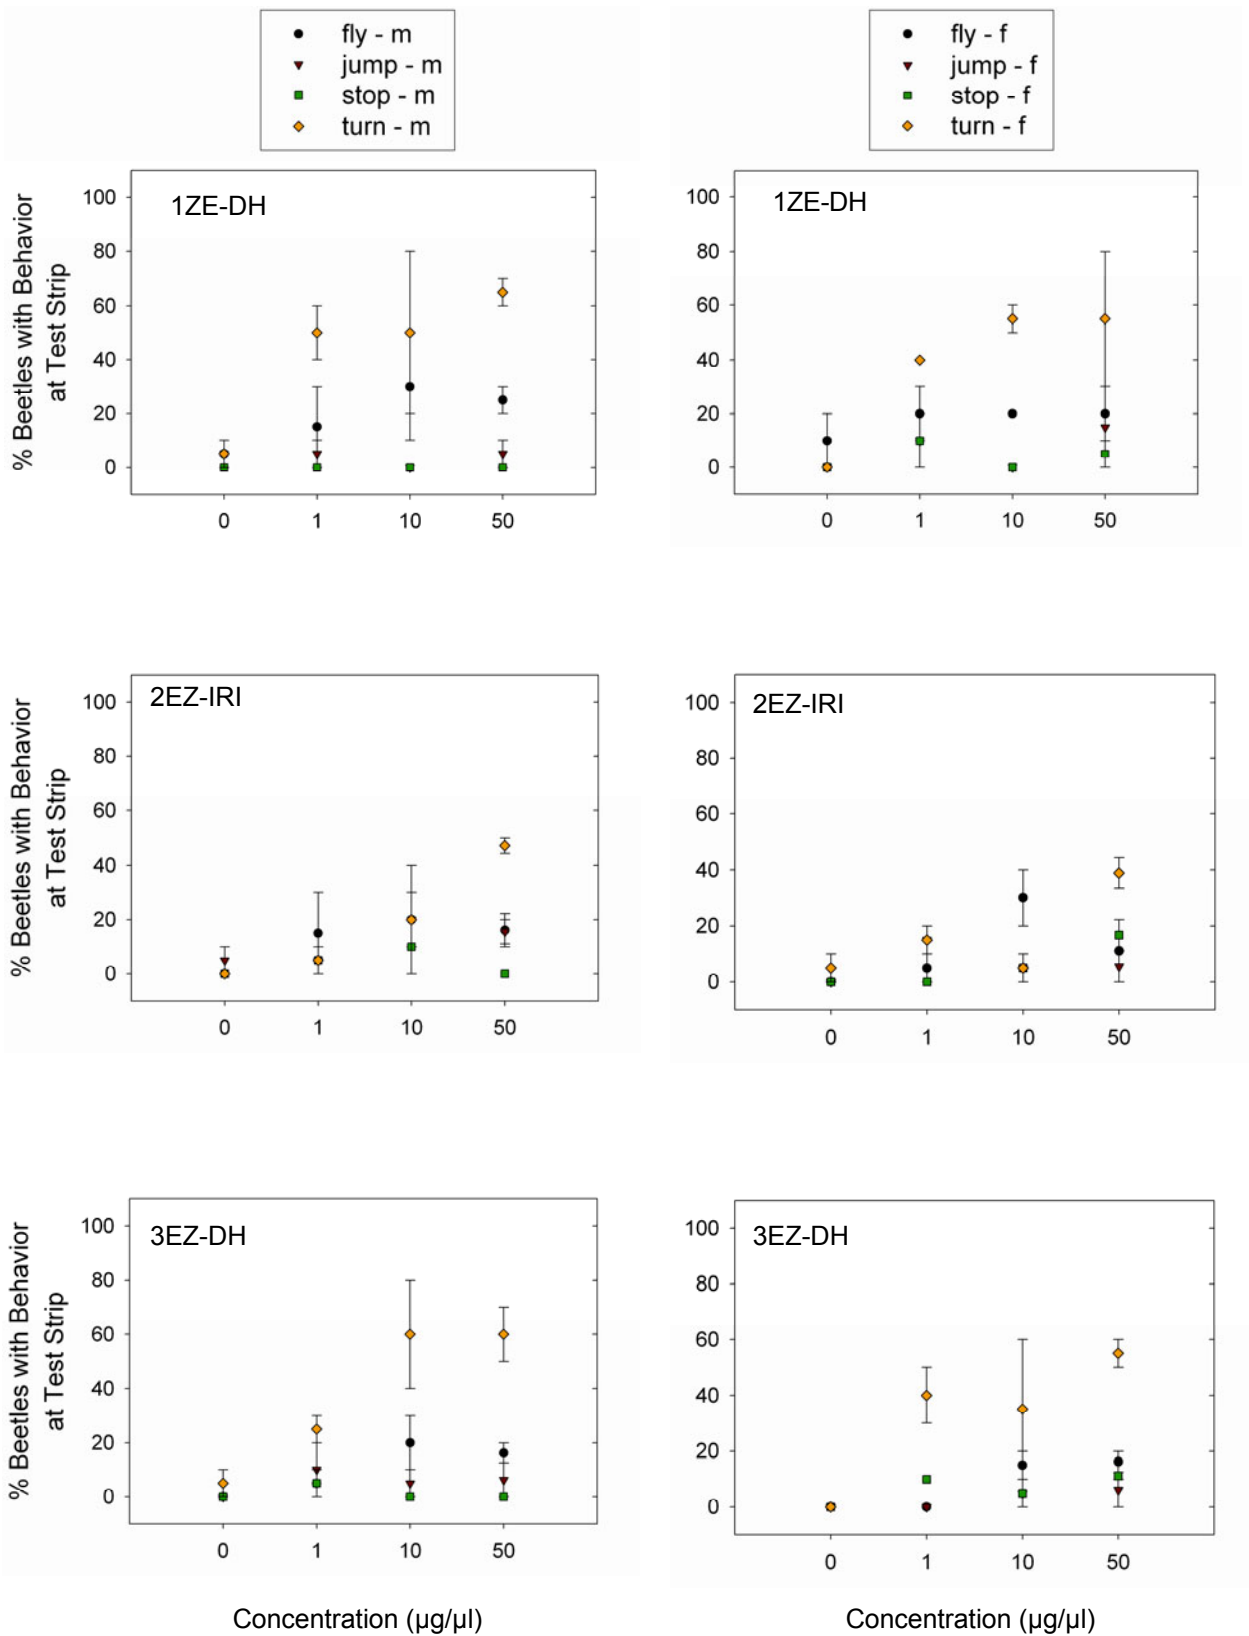 fly - m
jump - m
stop - m
turn - m
fly - f
jump - f
stop - f
turn - f
% Beetles with Behavior
at Test Strip
1ZE-DH
100
80
60
40
20
0
0 1 10 50
1ZE-DH
100
80
60
40
20
0
0 1 10 50
% Beetles with Behavior
at Test Strip
2EZ-IRI
100
80
60
40
20
0
0 1 10 50
2EZ-IRI
100
80
60
40
20
0
0 1 10 50
% Beetles with Behavior
at Test Strip
3EZ-DH
100
80
60
40
20
0
0 1 10 50
Concentration (µg/µl)
3EZ-DH
100
80
60
40
20
0
0 1 10 50
Concentration (µg/µl)